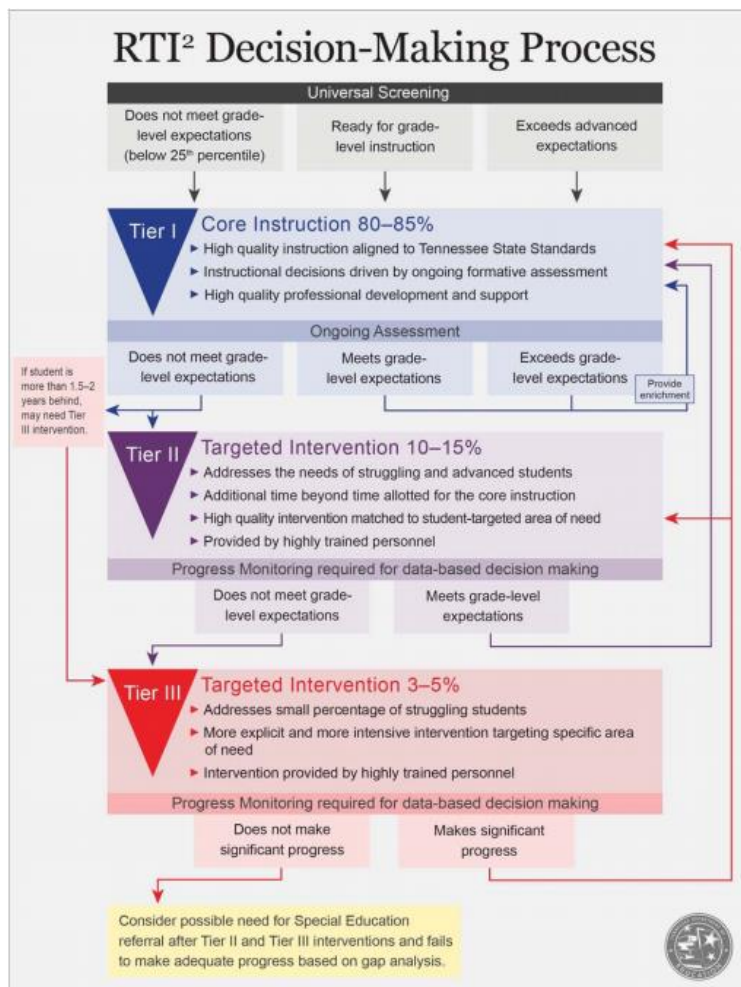 RTI² Decision-Making Process
Universal Screening
Does not meet grade-
level expectations
(below 25th percentile)
Ready for grade-
level instruction
Exceeds advanced
expectations
Tier I
Core Instruction 80–85%
▸ High quality instruction aligned to Tennessee State Standards
▸ Instructional decisions driven by ongoing formative assessment
▸ High quality professional development and support
Ongoing Assessment
Does not meet grade-
level expectations
Meets grade-
level expectations
Exceeds grade-
level expectations
Provide
enrichment
If student is
more than 1.5–2
years behind,
may need Tier
III intervention.
Tier II
Targeted Intervention 10–15%
▸ Addresses the needs of struggling and advanced students
▸ Additional time beyond time allotted for the core instruction
▸ High quality intervention matched to student-targeted area of need
▸ Provided by highly trained personnel
Progress Monitoring required for data-based decision making
Does not meet grade-
level expectations
Meets grade-level
expectations
Tier III
Targeted Intervention 3–5%
▸ Addresses small percentage of struggling students
▸ More explicit and more intensive intervention targeting specific area
of need
▸ Intervention provided by highly trained personnel
Progress Monitoring required for data-based decision making
Does not make
significant progress
Makes significant
progress
Consider possible need for Special Education
referral after Tier II and Tier III interventions and fails
to make adequate progress based on gap analysis.
EDUCATION